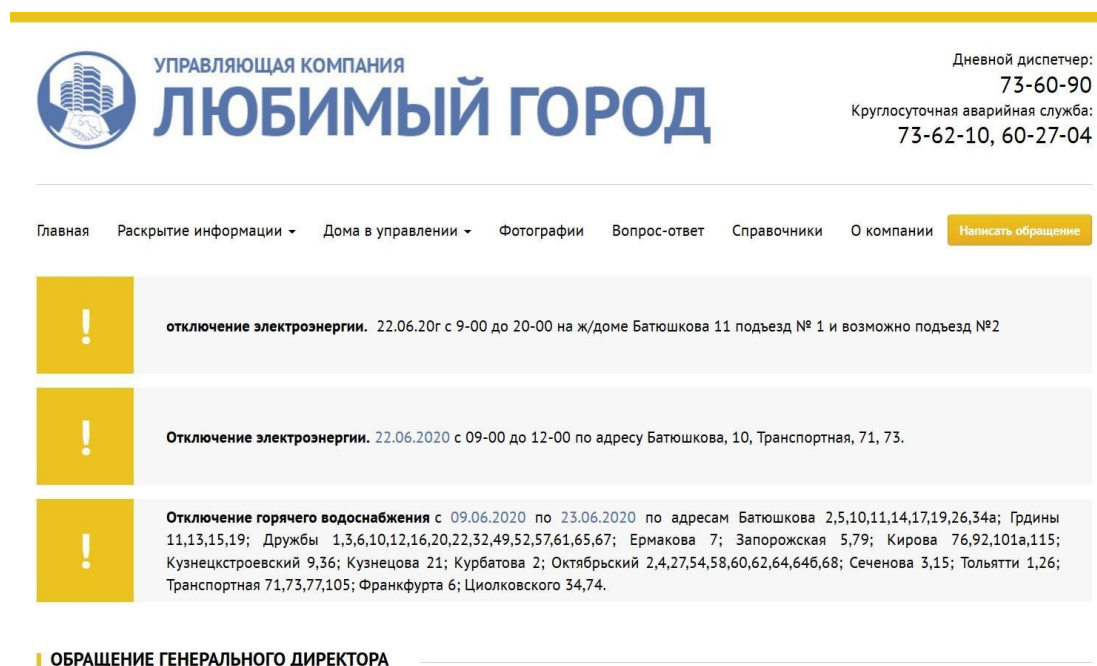 УПРАВЛЯЮЩАЯ КОМПАНИЯ
ЛЮБИМЫЙ ГОРОД
Дневной диспетчер:
73-60-90
Круглосуточная аварийная служба:
73-62-10, 60-27-04
Главная Раскрытие информации Дома в управлении Фотографии Вопрос-ответ Справочники О компании Написать обращение
!
отключение электроэнергии. 22.06.20г с 9-00 до 20-00 на ж/доме Батюшкова 11 подъезд № 1 и возможно подъезд №2
!
Отключение электроэнергии. 22.06.2020 с 09-00 до 12-00 по адресу Батюшкова, 10, Транспортная, 71, 73.
!
Отключение горячего водоснабжения с 09.06.2020 по 23.06.2020 по адресам Батюшкова 2,5,10,11,14,17,19,26,34а; Грдины
11,13,15,19; Дружбы 1,3,6,10,12,16,20,22,32,49,52,57,61,65,67; Ермакова 7; Запорожская 5,79; Кирова 76,92,101а,115;
Кузнецкстроевский 9,36; Кузнецова 21; Курбатова 2; Октябрьский 2,4,27,54,58,60,62,64,64б,68; Сеченова 3,15; Тольятти 1,26;
Транспортная 71,73,77,105; Франкфурта 6; Циолковского 34,74.
ОБРАЩЕНИЕ ГЕНЕРАЛЬНОГО ДИРЕКТОРА